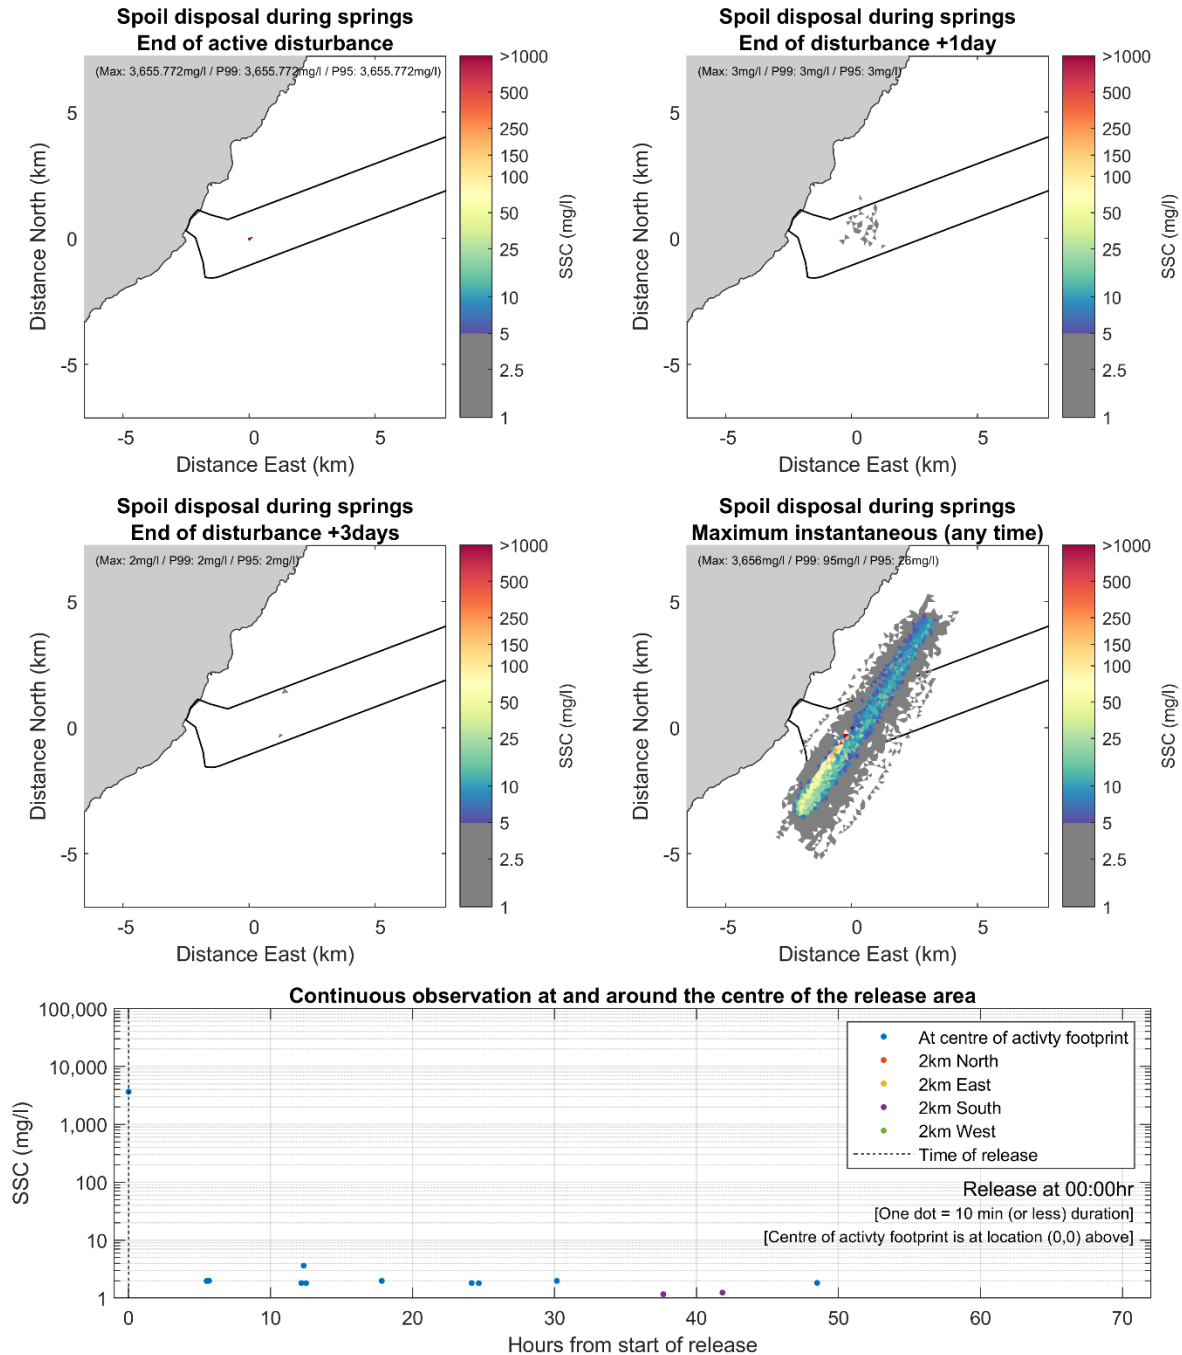 Spoil disposal during springs
End of active disturbance
(Max: 3,655.772mg/l / P99: 3,655.772mg/l / P95: 3,655.772mg/l)
5
0
-5
-5
0
5
Distance North (km)
Distance East (km)
>1000
500
250
150
100
50
25
10
5
2.5
1
SSC (mg/l)
Spoil disposal during springs
End of disturbance +1day
(Max: 3mg/l / P99: 3mg/l / P95: 3mg/l)
5
0
-5
-5
0
5
Distance North (km)
Distance East (km)
>1000
500
250
150
100
50
25
10
5
2.5
1
SSC (mg/l)
Spoil disposal during springs
End of disturbance +3days
(Max: 2mg/l / P99: 2mg/l / P95: 2mg/l)
5
0
-5
-5
0
5
Distance North (km)
Distance East (km)
>1000
500
250
150
100
50
25
10
5
2.5
1
SSC (mg/l)
Spoil disposal during springs
Maximum instantaneous (any time)
(Max: 3,656mg/l / P99: 95mg/l / P95: 26mg/l)
5
0
-5
-5
0
5
Distance North (km)
Distance East (km)
>1000
500
250
150
100
50
25
10
5
2.5
1
SSC (mg/l)
Continuous observation at and around the centre of the release area
100,000
10,000
1,000
100
10
1
SSC (mg/l)
At centre of activty footprint
2km North
2km East
2km South
2km West
Time of release
Release at 00:00hr
[One dot = 10 min (or less) duration]
[Centre of activty footprint is at location (0,0) above]
0
10
20
30
40
50
60
70
Hours from start of release